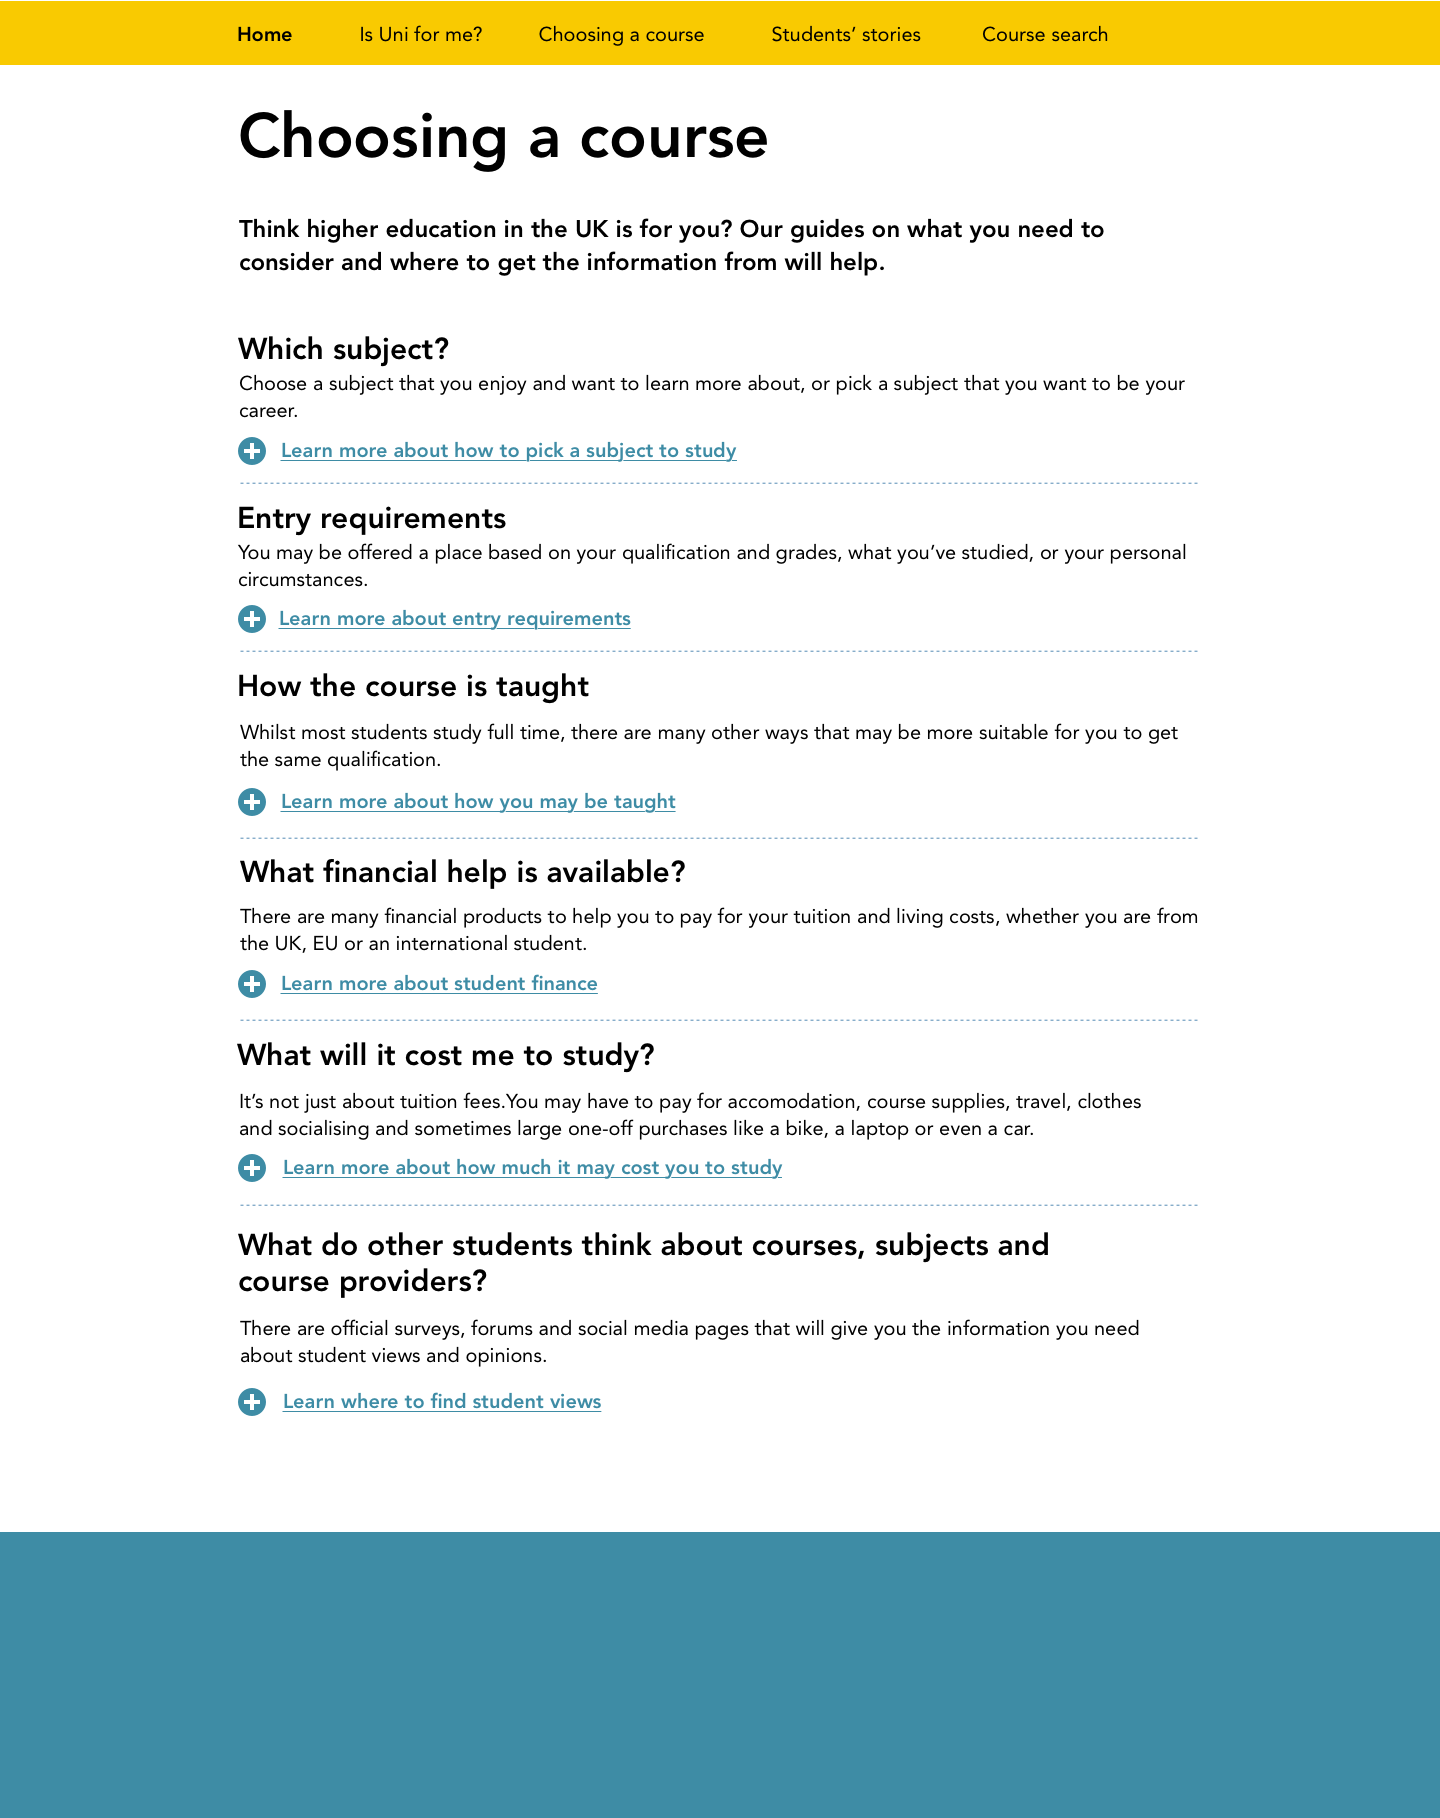 Home Is Uni for me? Choosing a course Students’ stories Course search
Choosing a course
Think higher education in the UK is for you? Our guides on what you need to
consider and where to get the information from will help.
Which subject?
Choose a subject that you enjoy and want to learn more about, or pick a subject that you want to be your
career.
Learn more about how to pick a subject to study
Entry requirements
You may be offered a place based on your qualification and grades, what you’ve studied, or your personal
circumstances.
Learn more about entry requirements
How the course is taught
Whilst most students study full time, there are many other ways that may be more suitable for you to get
the same qualification.
Learn more about how you may be taught
What financial help is available?
There are many financial products to help you to pay for your tuition and living costs, whether you are from
the UK, EU or an international student.
Learn more about student finance
What will it cost me to study?
It’s not just about tuition fees.You may have to pay for accomodation, course supplies, travel, clothes
and socialising and sometimes large one-off purchases like a bike, a laptop or even a car.
Learn more about how much it may cost you to study
What do other students think about courses, subjects and
course providers?
There are official surveys, forums and social media pages that will give you the information you need
about student views and opinions.
Learn where to find student views